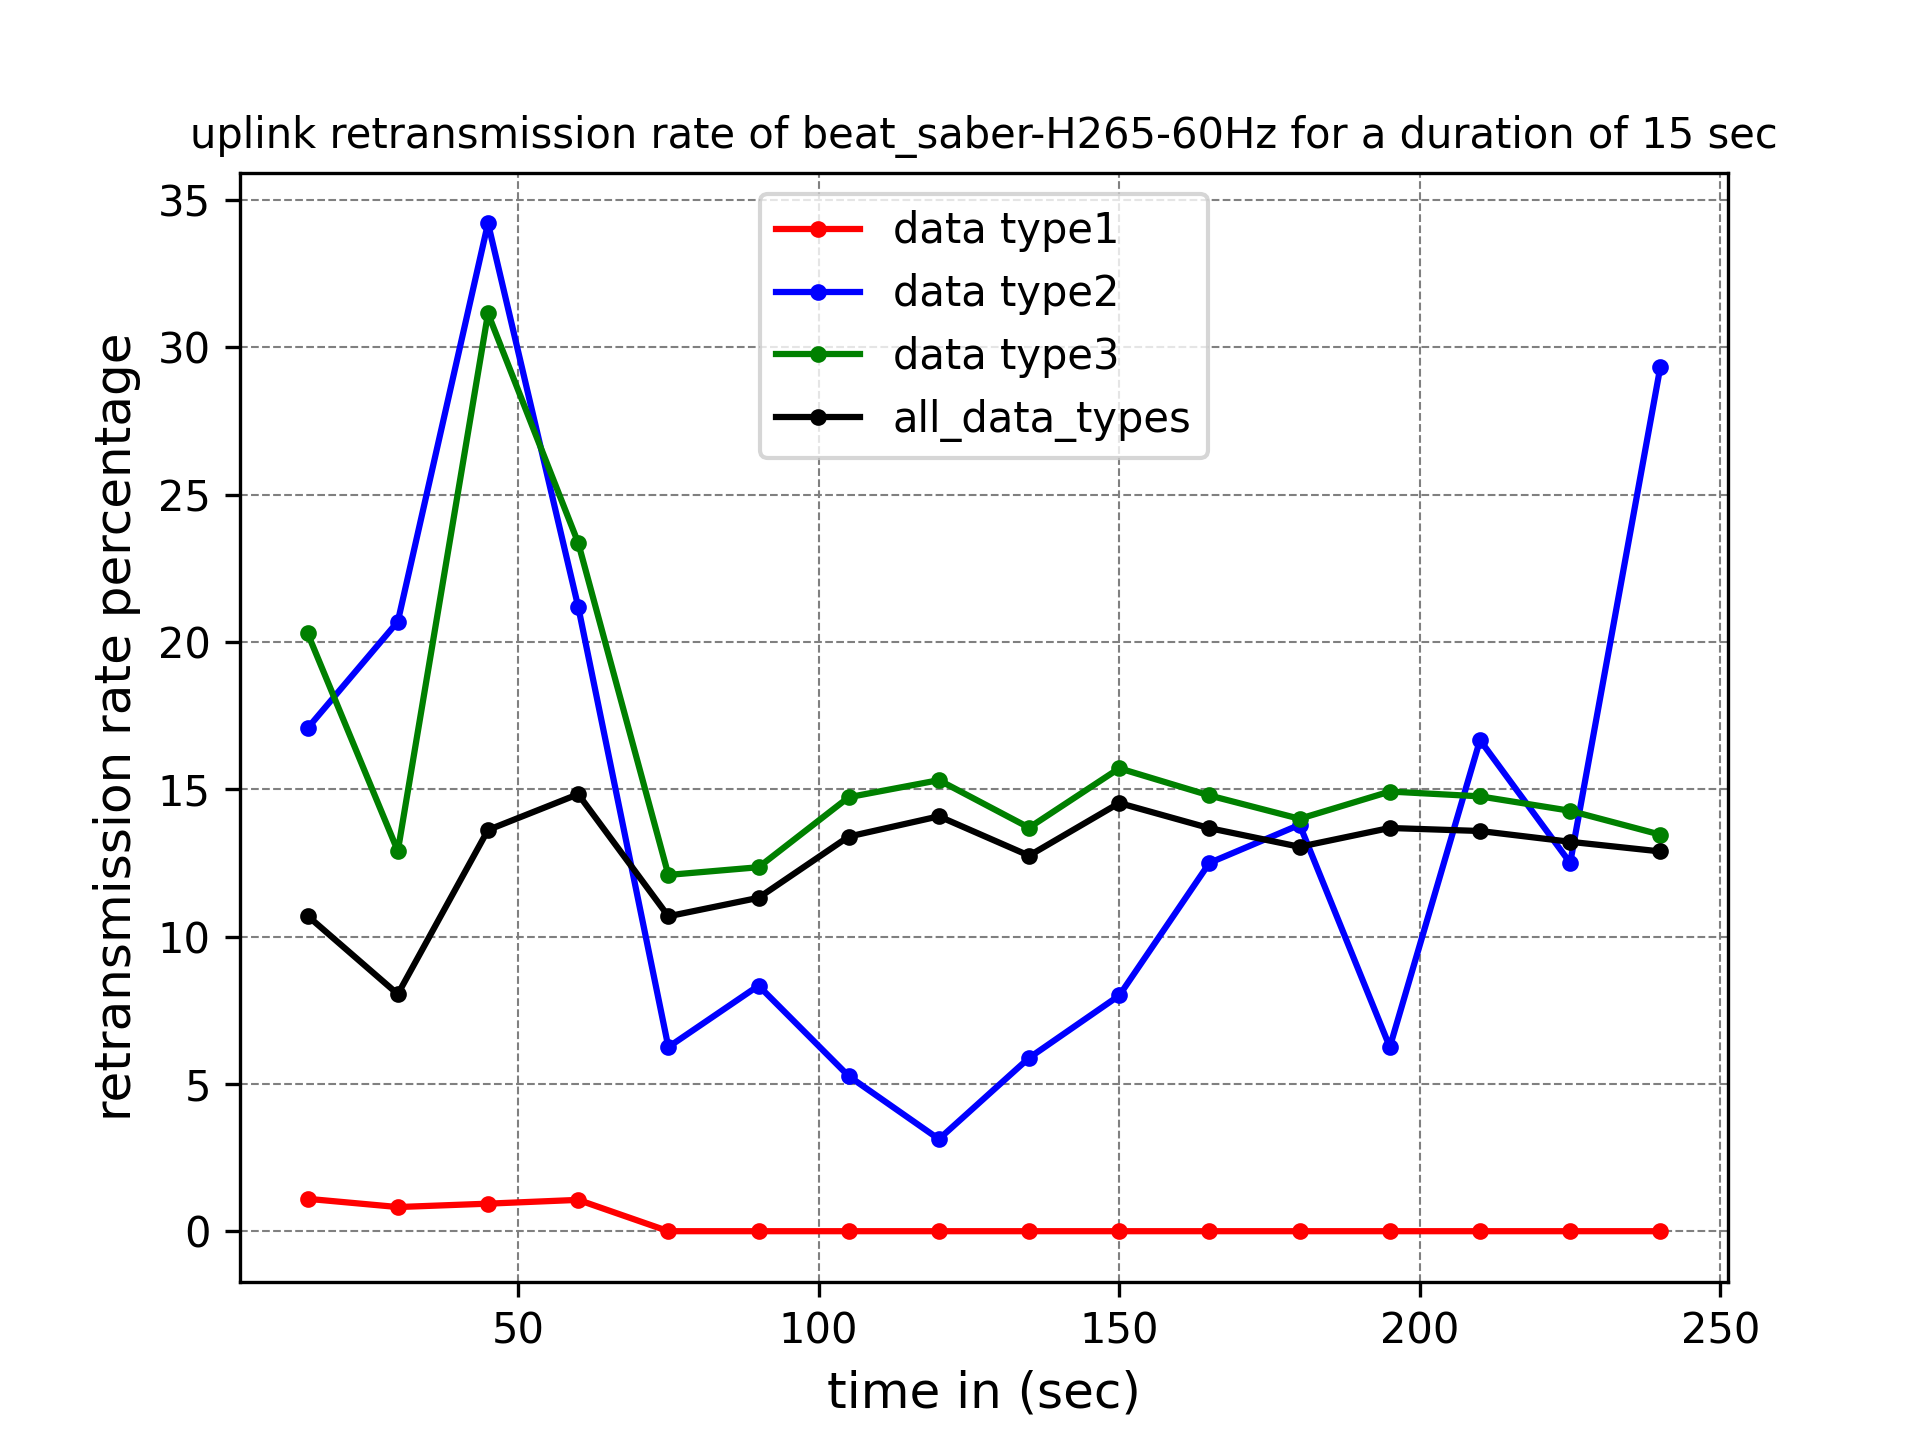 uplink retransmission rate of beat_saber-H265-60Hz for a duration of 15 sec
retransmission rate percentage
35
30
25
20
15
10
5
0
data type1
data type2
data type3
all_data_types
50
100
150
200
250
time in (sec)